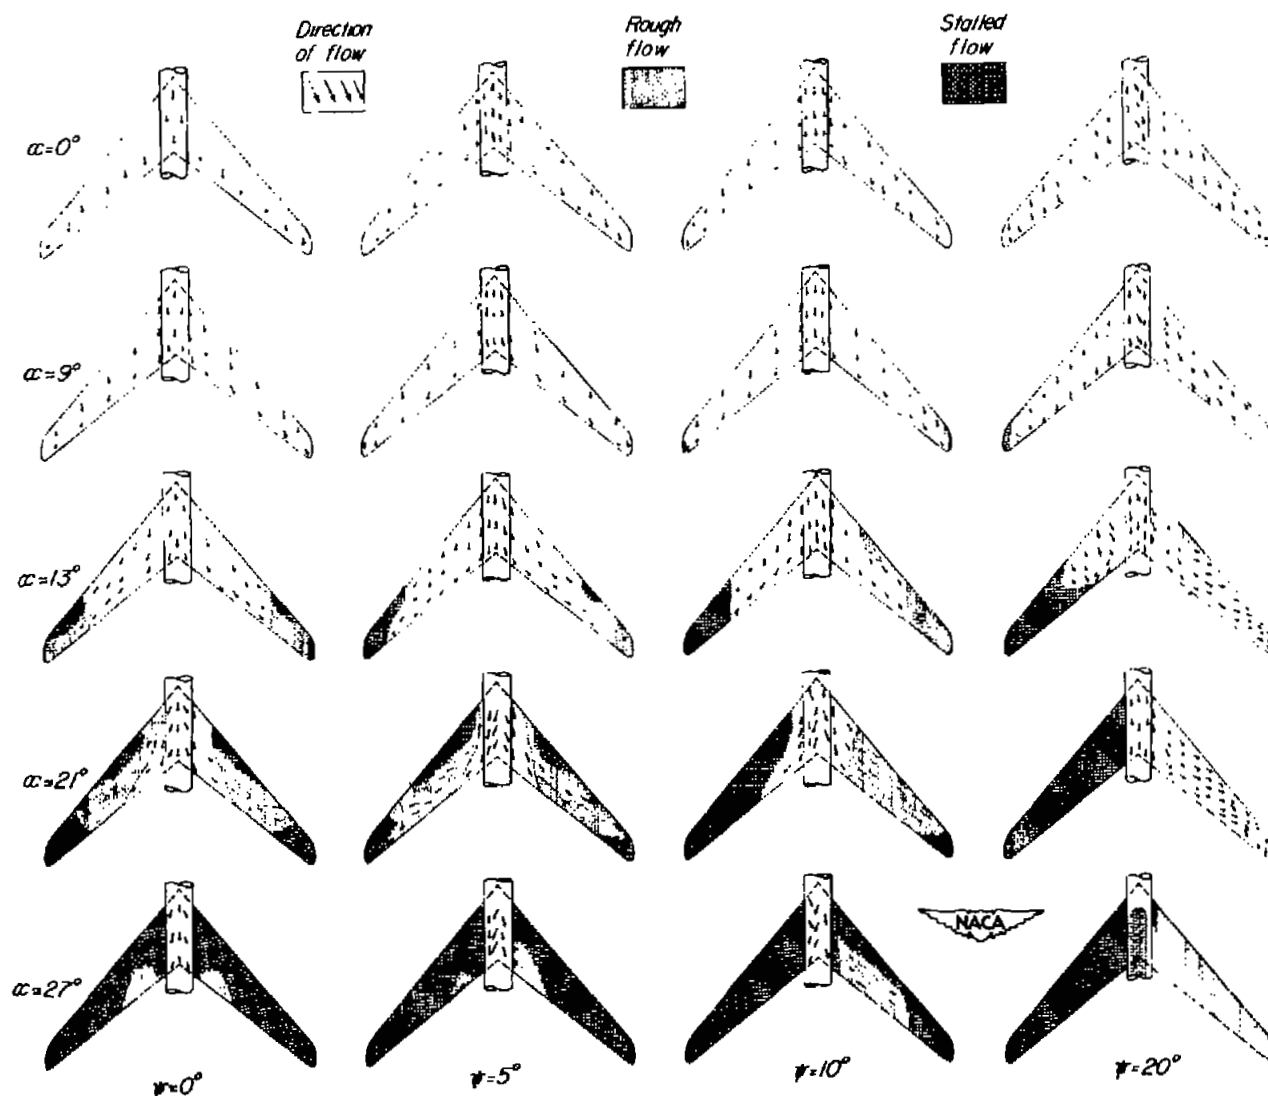 Direction
of flow
Rough
flow
Stalled
flow
α=0°
α=9°
α=13°
α=21°
α=27°
NACA
ψ=0°
ψ=5°
ψ=10°
ψ=20°